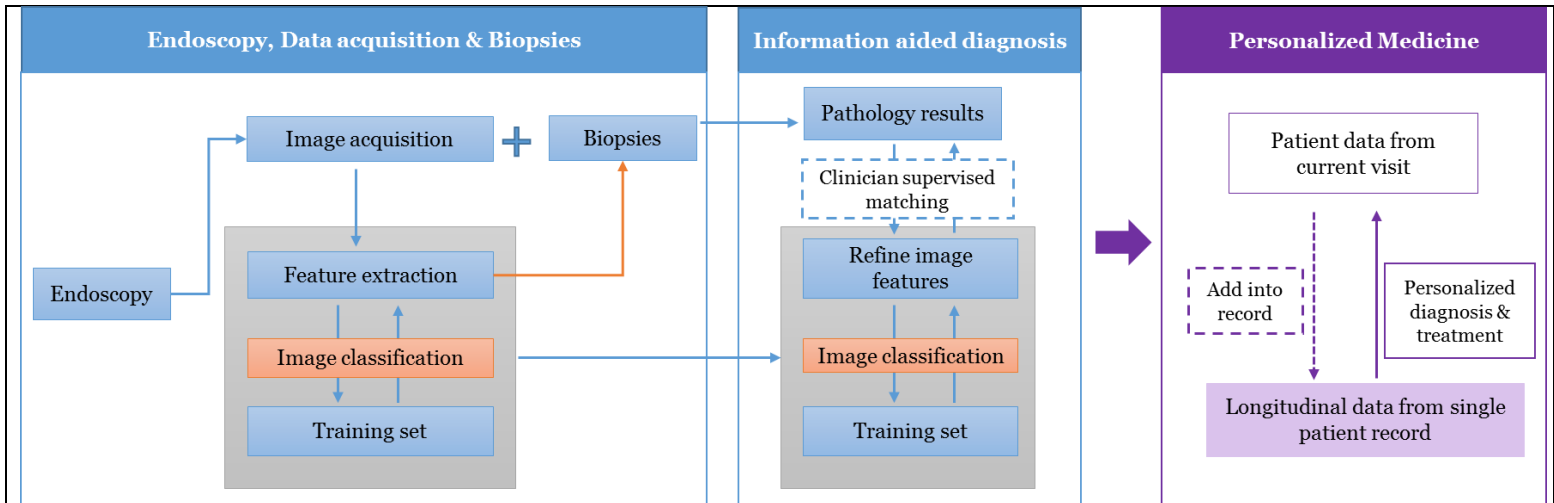 Endoscopy, Data acquisition & Biopsies
Endoscopy
Image acquisition
+
Biopsies
Feature extraction
Image classification
Training set
Information aided diagnosis
Pathology results
Clinician supervised
matching
Refine image
features
Image classification
Training set
Personalized Medicine
Patient data from
current visit
Add into
record
Personalized
diagnosis &
treatment
Longitudinal data from single
patient record